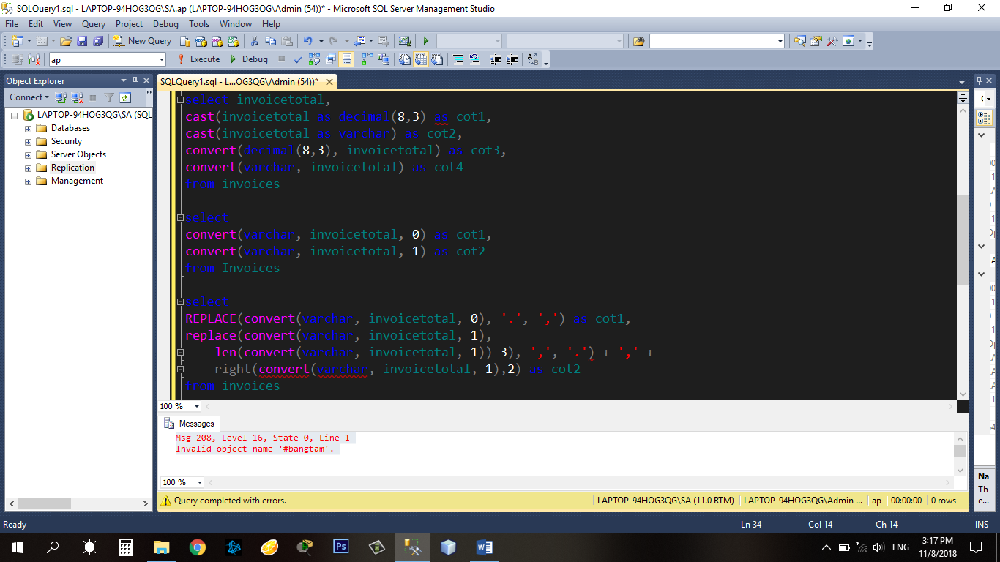 SQLQuery1.sql - LAPTOP-94HOG3QG\SA.ap (LAPTOP-94HOG3QG\Admin (54))* - Microsoft SQL Server Management Studio
File Edit View Query Project Debug Tools Window Help
New Query
ap Execute Debug
Object Explorer
SQLQuery1.sql - L...OG3QG\Admin (54))*
Connect
LAPTOP-94HOG3QG\SA (SQL
Databases
Security
Server Objects
Replication
Management
select invoicetotal,
cast(invoicetotal as decimal(8,3) as cot1,
cast(invoicetotal as varchar) as cot2,
convert(decimal(8,3), invoicetotal) as cot3,
convert(varchar, invoicetotal) as cot4
from invoices
select
convert(varchar, invoicetotal, 0) as cot1,
convert(varchar, invoicetotal, 1) as cot2
from Invoices
select
REPLACE(convert(varchar, invoicetotal, 0), '.', ',') as cot1,
replace(convert(varchar, invoicetotal, 1),
len(convert(varchar, invoicetotal, 1))-3), ',', '.') + ',' +
right(convert(varchar, invoicetotal, 1),2) as cot2
from invoices
100 %
Messages
Msg 208, Level 16, State 0, Line 1
Invalid object name '#bangtam'.
100 %
Query completed with errors. LAPTOP-94HOG3QG\SA (11.0 RTM) LAPTOP-94HOG3QG\Admin ... ap 00:00:00 0 rows
Na
Th
e...
Ready Ln 34 Col 14 Ch 14 INS
Ps W ENG 3:17 PM
11/8/2018